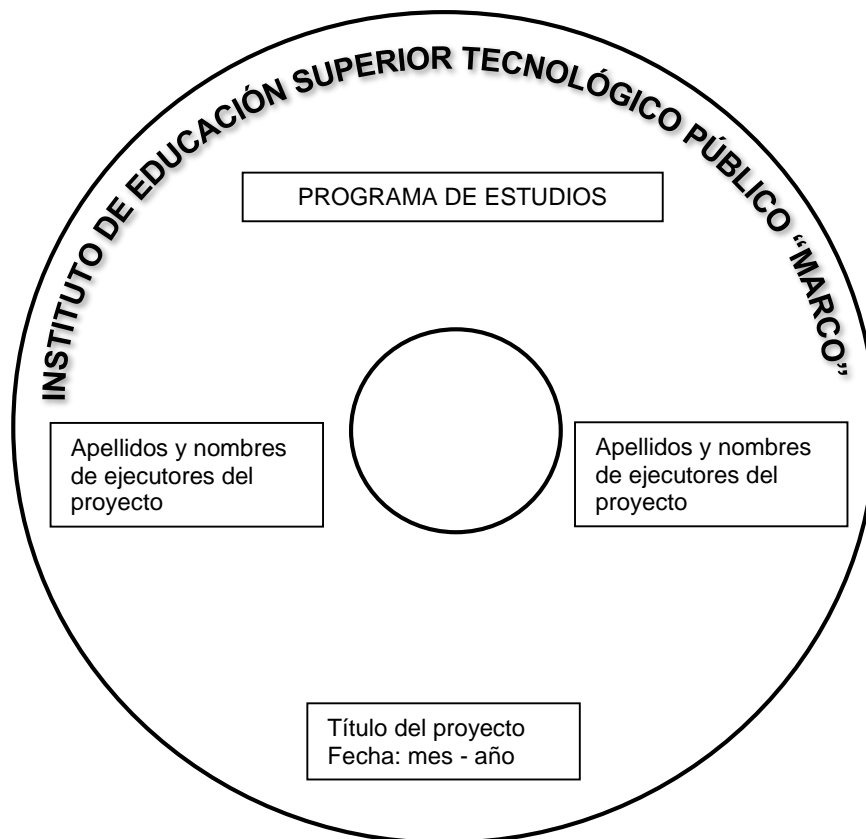 INSTITUTO DE EDUCACIÓN SUPERIOR TECNOLÓGICO PÚBLICO “MARCO”
PROGRAMA DE ESTUDIOS
Apellidos y nombres
de ejecutores del
proyecto
Apellidos y nombres
de ejecutores del
proyecto
Título del proyecto
Fecha: mes - año